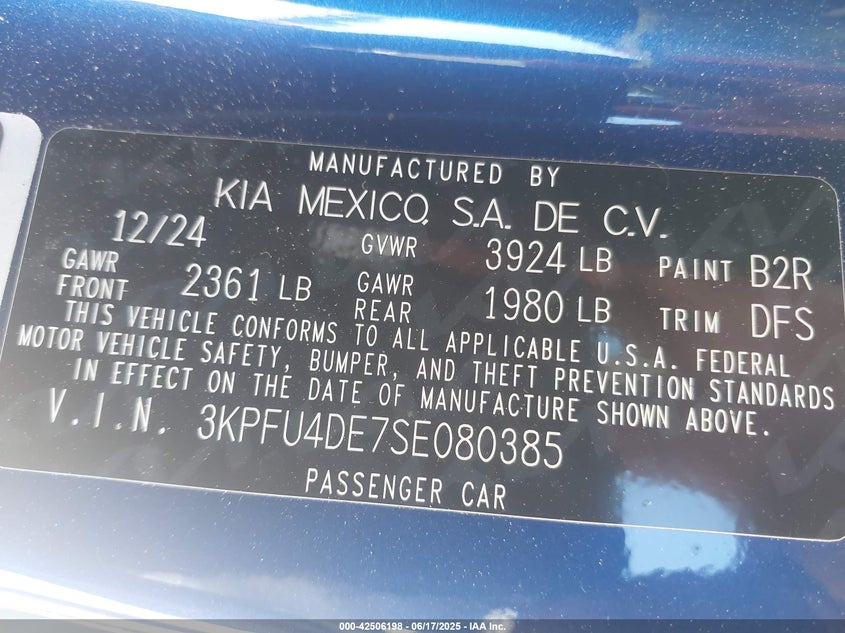 MANUFACTURED BY
KIA MEXICO, S.A. DE C.V.
12/24 GVWR 3924 LB PAINT B2R
GAWR FRONT 2361 LB GAWR REAR 1980 LB TRIM DFS
THIS VEHICLE CONFORMS TO ALL APPLICABLE U.S.A. FEDERAL
MOTOR VEHICLE SAFETY, BUMPER, AND THEFT PREVENTION STANDARDS
IN EFFECT ON THE DATE OF MANUFACTURE SHOWN ABOVE.
V.I.N. 3KPFU4DE7SE080385
PASSENGER CAR
000-42506198 - 06/17/2025 - IAA Inc.